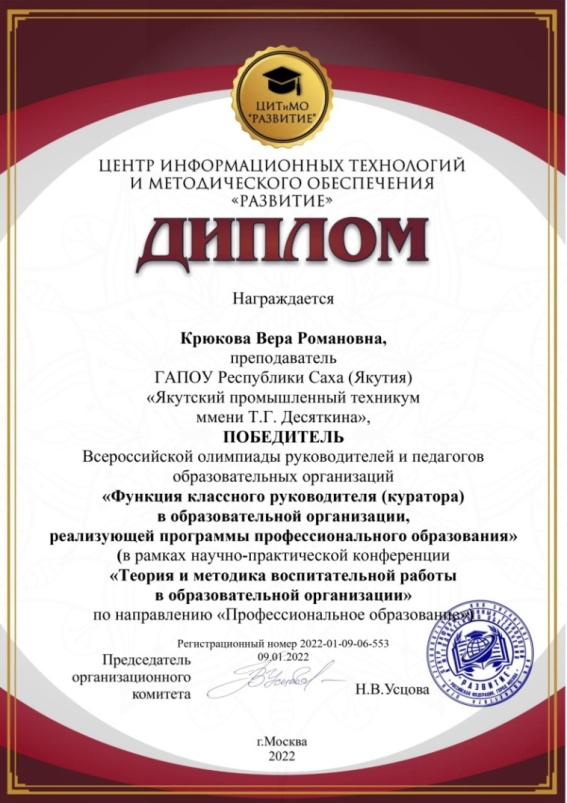 ЦИТиМО
"РАЗВИТИЕ"
ЦЕНТР ИНФОРМАЦИОННЫХ ТЕХНОЛОГИЙ
И МЕТОДИЧЕСКОГО ОБЕСПЕЧЕНИЯ
«РАЗВИТИЕ»
ДИПЛОМ
Награждается
Крюкова Вера Романовна,
преподаватель
ГАПОУ Республики Саха (Якутия)
«Якутский промышленный техникум
ммени Т.Г. Десяткина»,
ПОБЕДИТЕЛЬ
Всероссийской олимпиады руководителей и педагогов
образовательных организаций
«Функция классного руководителя (куратора)
в образовательной организации,
реализующей программы профессионального образования»
(в рамках научно-практической конференции
«Теория и методика воспитательной работы
в образовательной организации»
по направлению «Профессиональное образование»)
Регистрационный номер 2022-01-09-06-553
09.01.2022
Председатель
организационного
комитета
Н.В.Усцова
РАЗВИТИЕ
г.Москва
2022